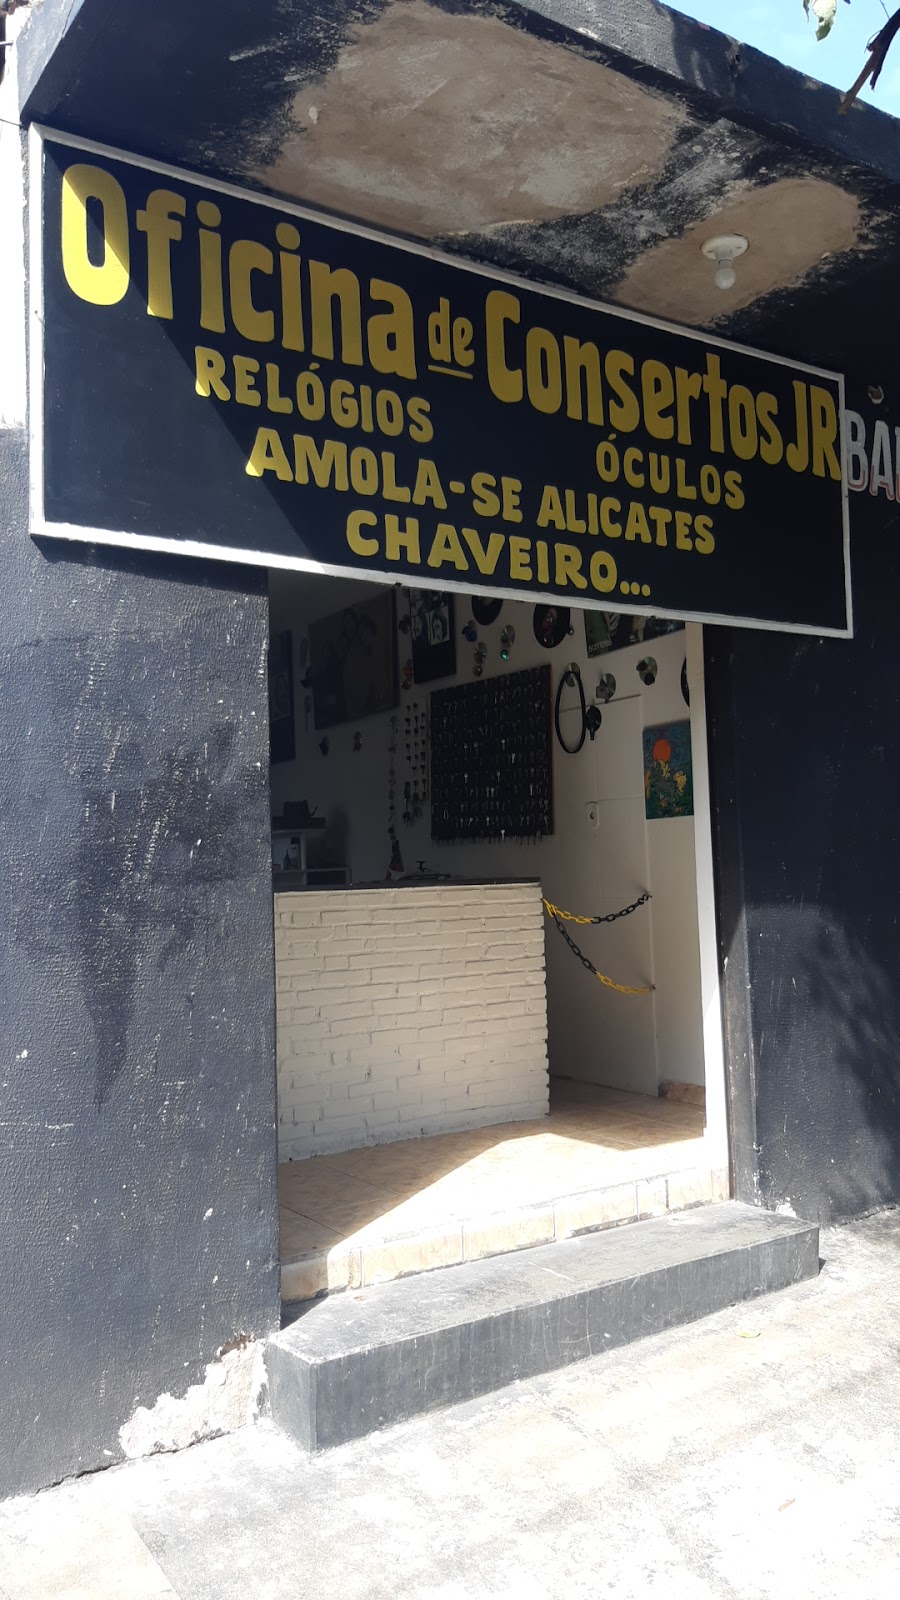 Oficina de Consertos JR
RELÓGIOS ÓCULOS
AMOLA-SE ALICATES
CHAVEIRO...